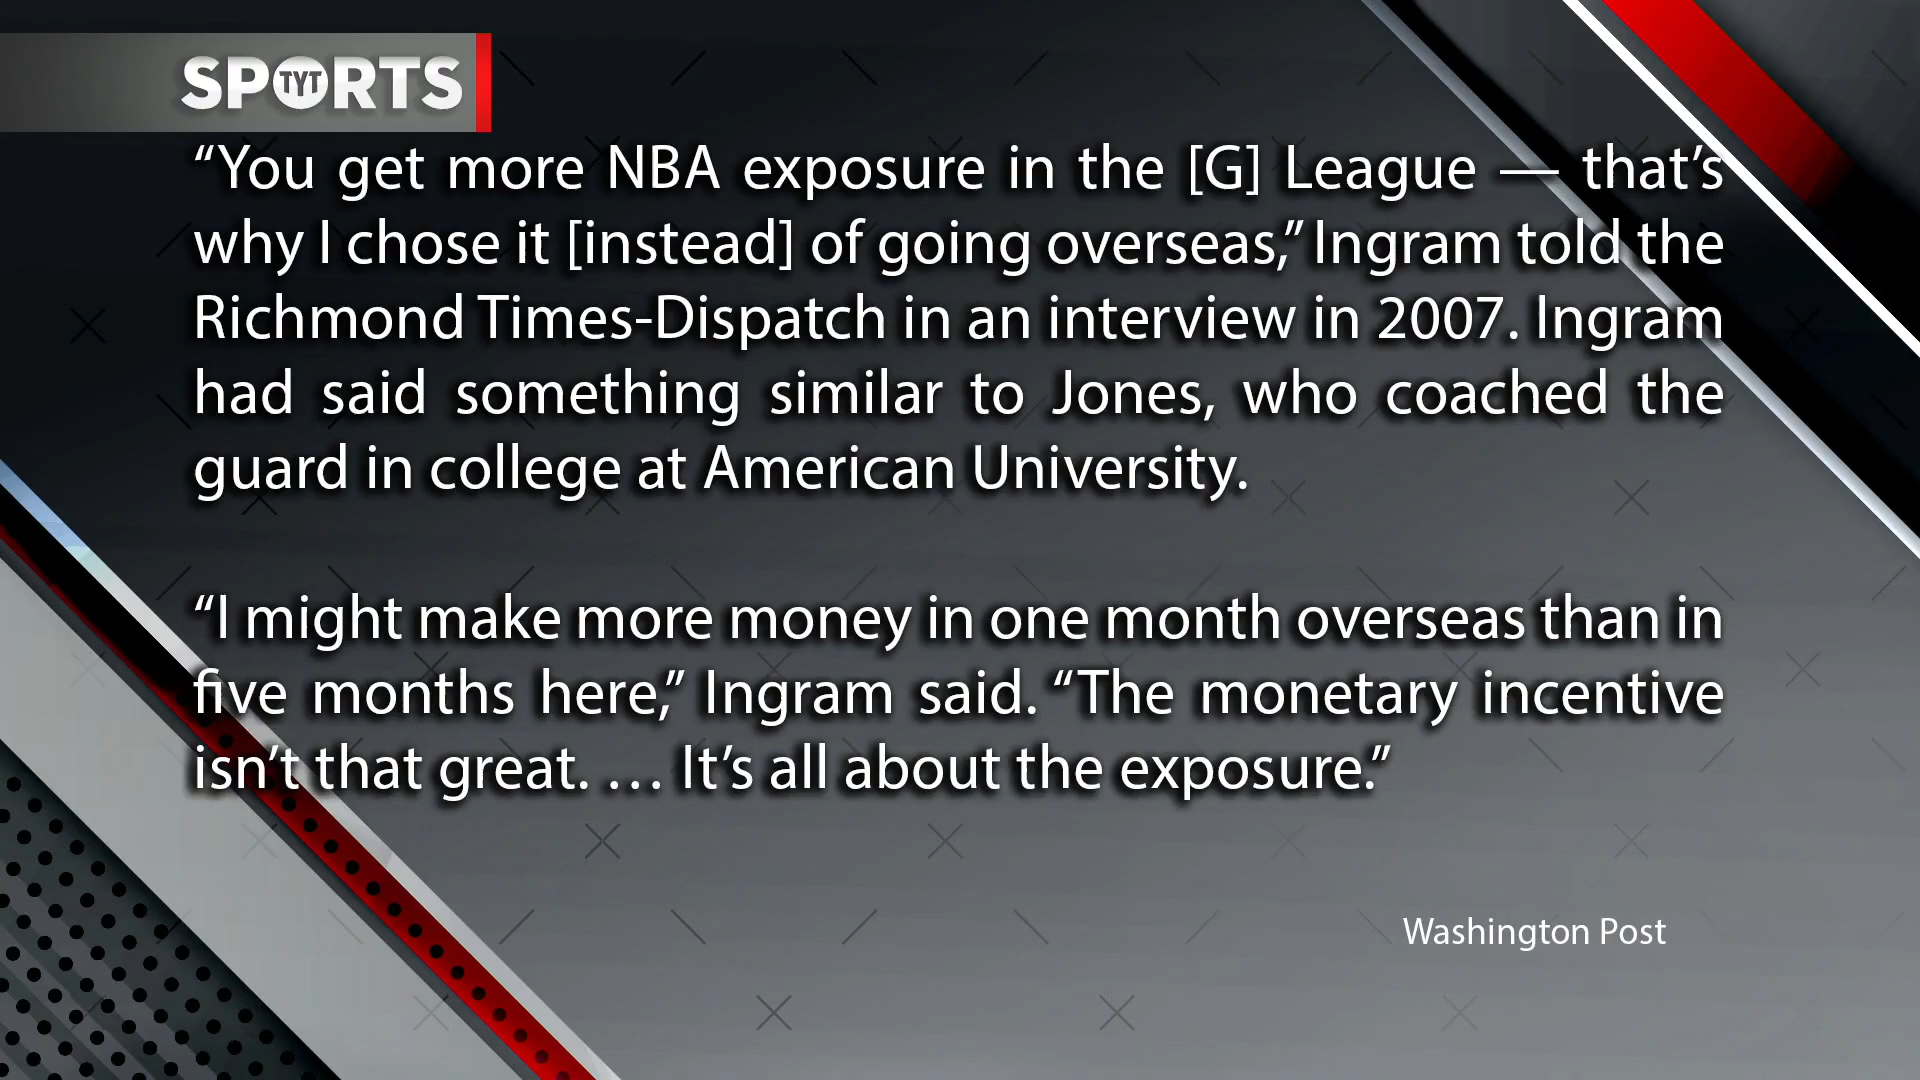 SPORTS
TYT
“You get more NBA exposure in the [G] League — that’s
why I chose it [instead] of going overseas,” Ingram told the
Richmond Times-Dispatch in an interview in 2007. Ingram
had said something similar to Jones, who coached the
guard in college at American University.
“I might make more money in one month overseas than in
five months here,” Ingram said. “The monetary incentive
isn’t that great. … It’s all about the exposure.”
Washington Post